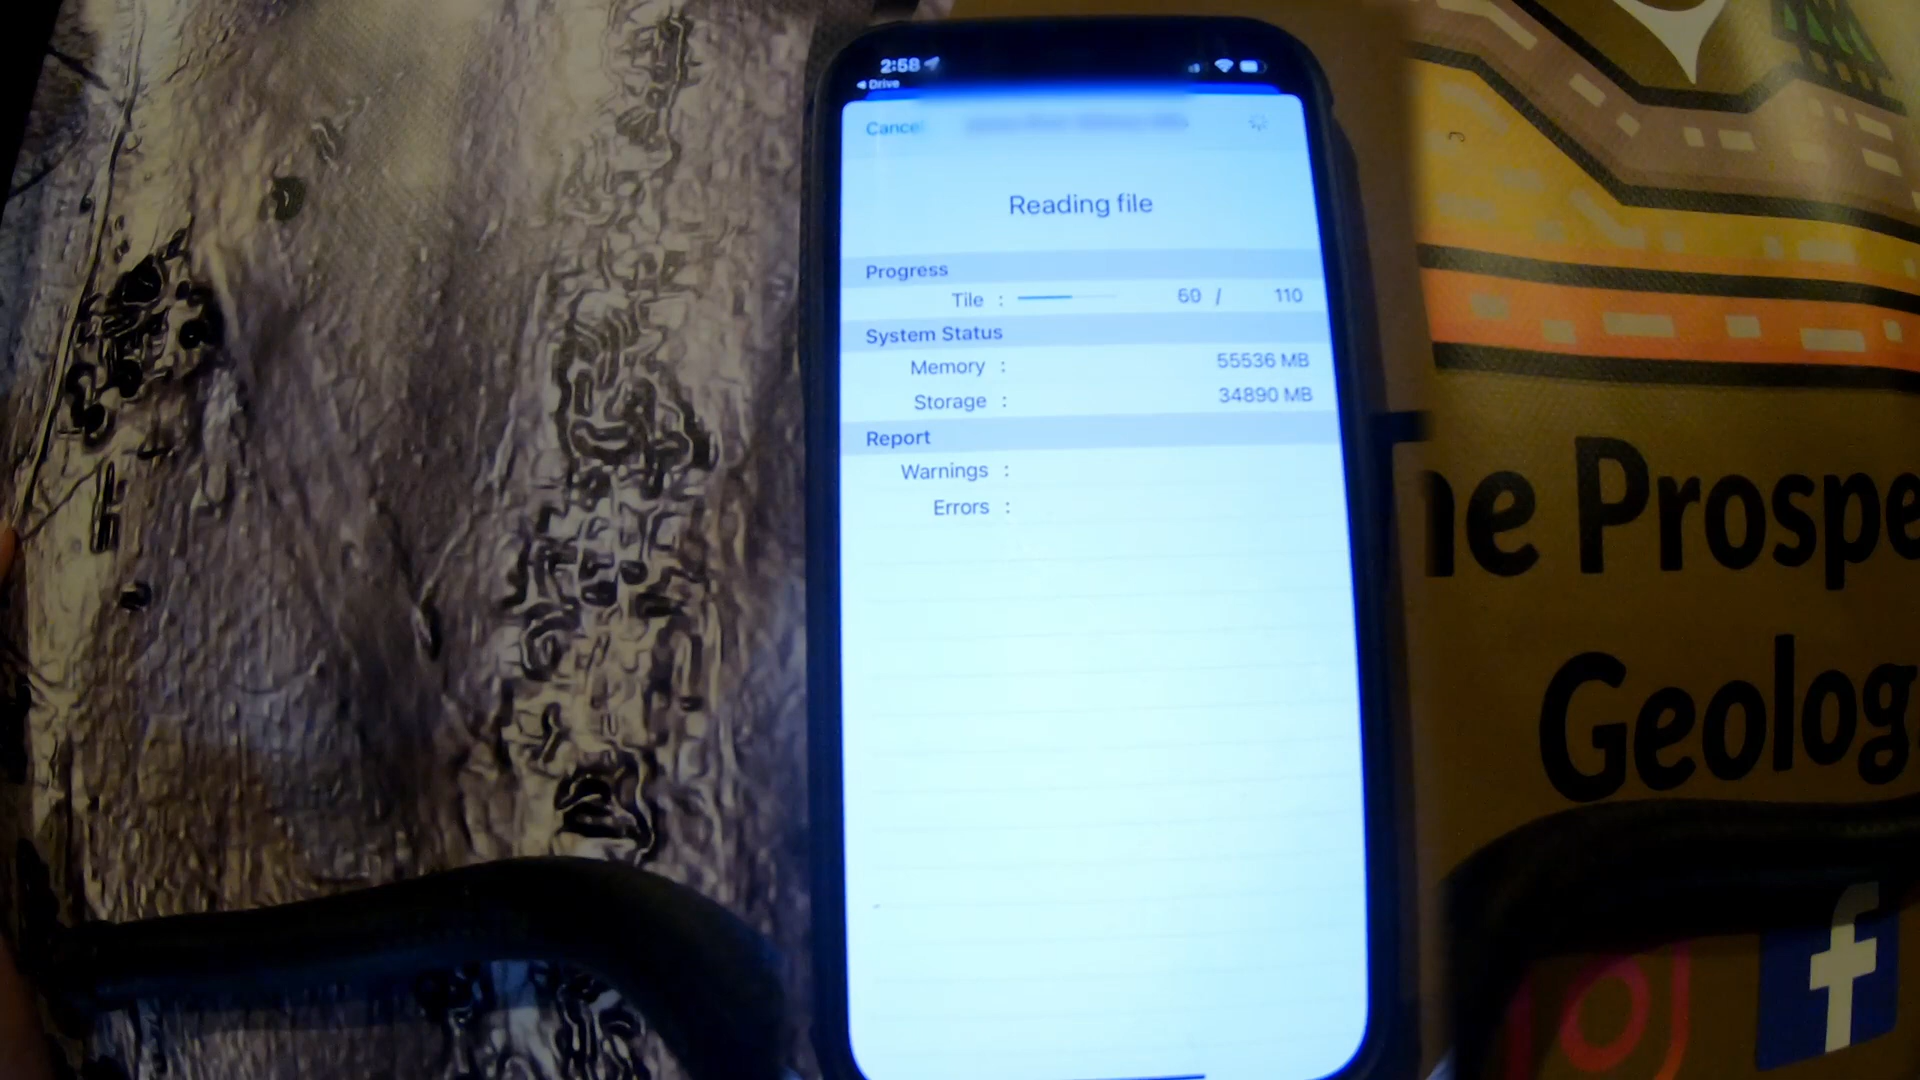 2:58
Drive
Cancel
Reading file
Progress
Tile : 60 / 110
System Status
Memory : 55536 MB
Storage : 34890 MB
Report
Warnings :
Errors :
he Prospe
Geolog
f